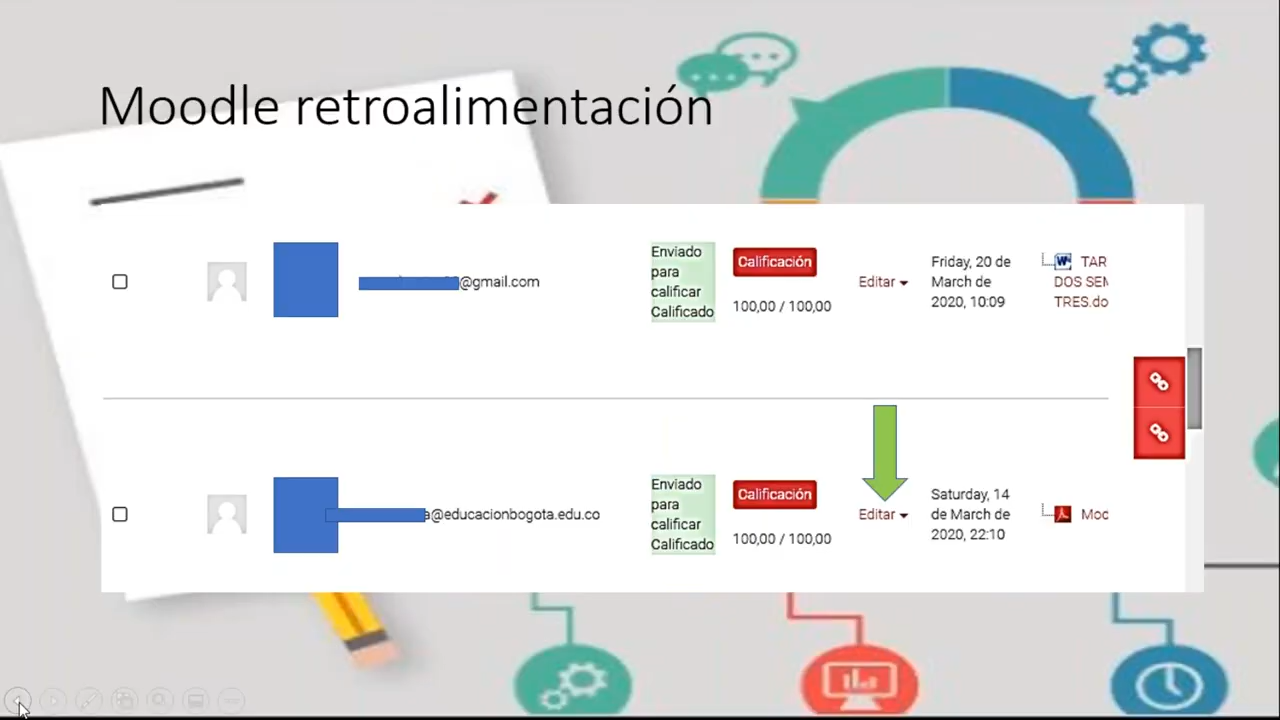 Moodle retroalimentación
Enviado
para
calificar
Calificado
@gmail.com
Calificación
100,00 / 100,00
Editar
Friday, 20 de
March de
2020, 10:09
TAR
DOS SEM
TRES.do
Enviado
para
calificar
Calificado
a@educacionbogota.edu.co
Calificación
100,00 / 100,00
Editar
Saturday, 14
de March de
2020, 22:10
Moo